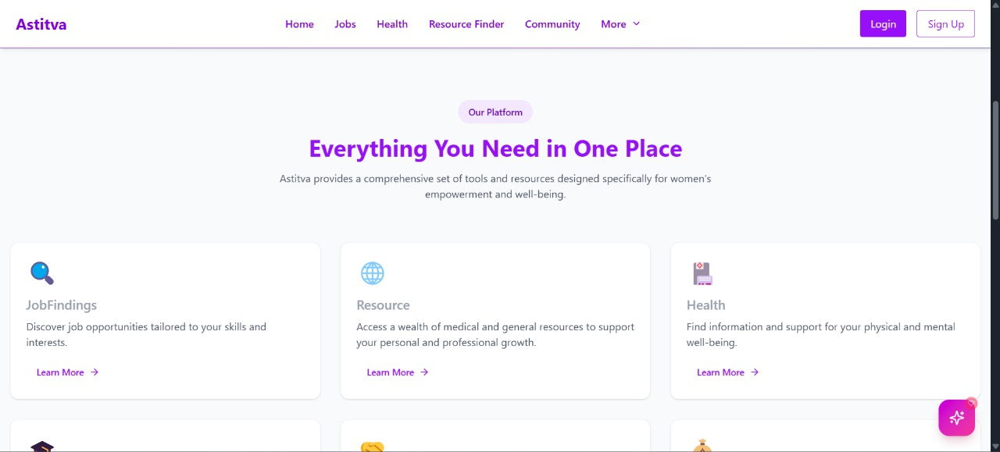 Astitva
Home
Jobs
Health
Resource Finder
Community
More
Login
Sign Up
Our Platform
Everything You Need in One Place
Astitva provides a comprehensive set of tools and resources designed specifically for women's
empowerment and well-being.
JobFindings
Discover job opportunities tailored to your skills and
interests.
Learn More →
Resource
Access a wealth of medical and general resources to support
your personal and professional growth.
Learn More →
Health
Find information and support for your physical and mental
well-being.
Learn More →